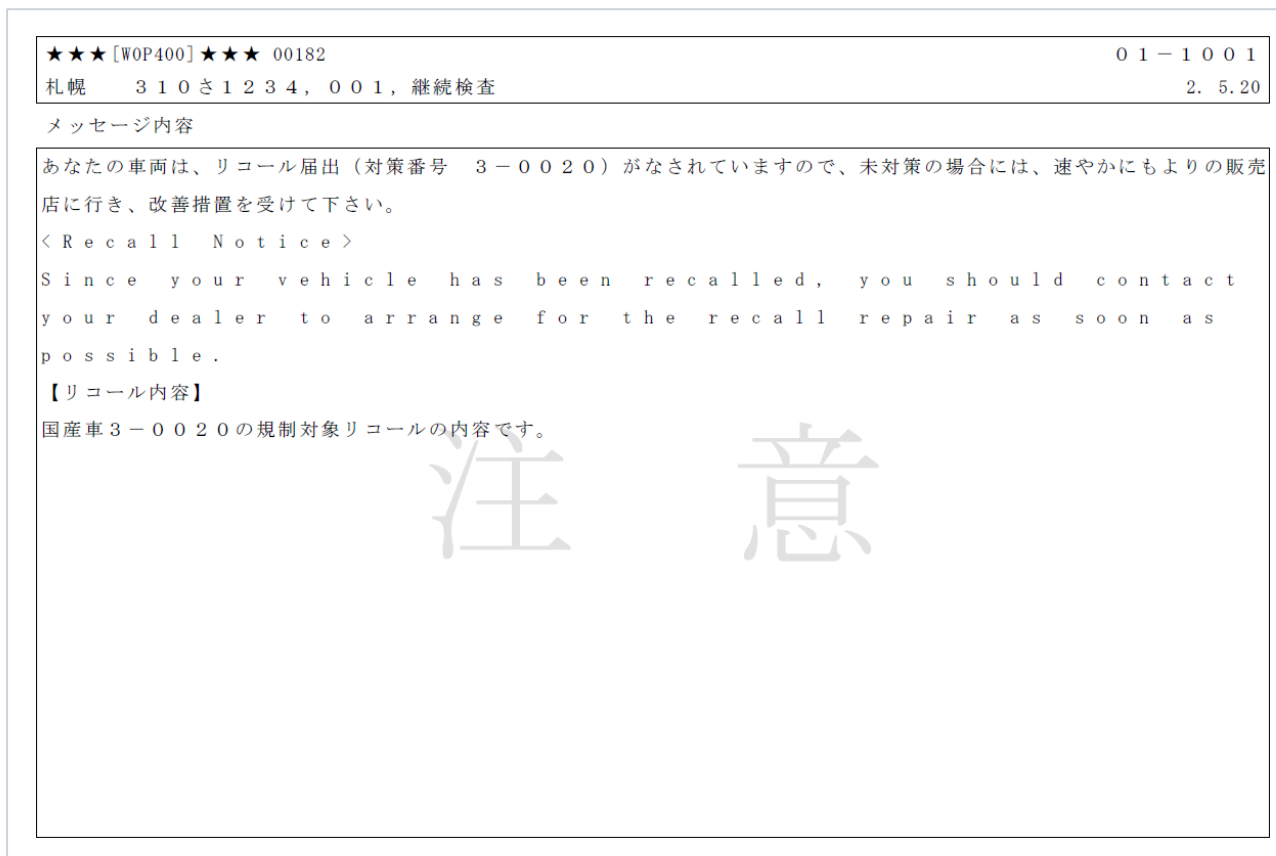 ★★★[WOP400]★★★ 00182 01-1001
札幌 310さ1234, 001, 継続検査 2. 5.20
メッセージ内容
あなたの車両は、リコール届出（対策番号 3-0020）がなされていますので、未対策の場合には、速やかにもよりの販売
店に行き、改善措置を受けて下さい。
<Recall Notice>
Since your vehicle has been recalled, you should contact
your dealer to arrange for the recall repair as soon as
possible.
【リコール内容】
国産車3-0020の規制対象リコールの内容です。
注 意